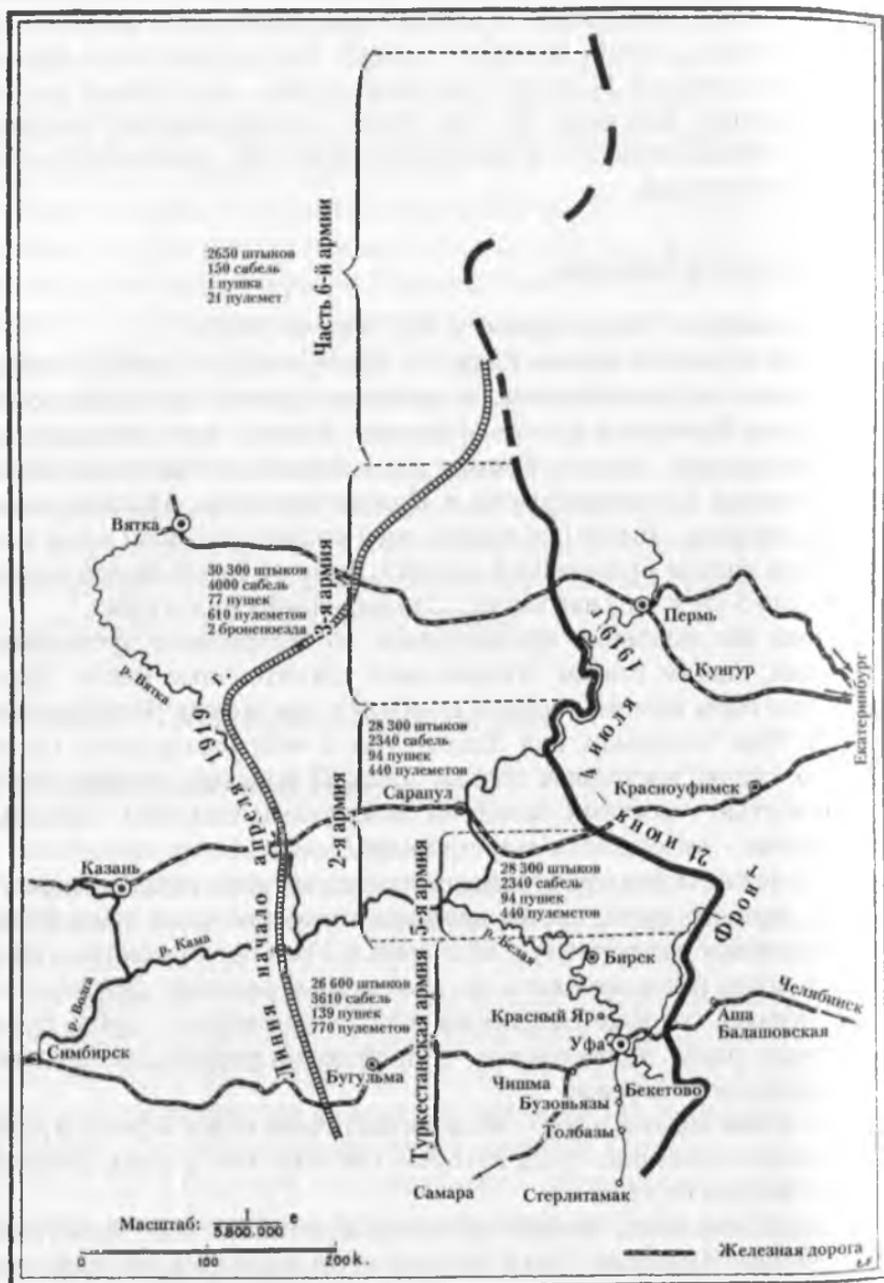 Часть 6-й армии
2650 штыков
150 сабель
1 пушка
21 пулемет
Вятка
3-я армия
30 300 штыков
4000 сабель
77 пушек
610 пулеметов
2 бронепоезда
р. Вятка
Пермь
Кунгур
Екатеринбург
Красноуфимск
2-я армия
28 300 штыков
2340 сабель
94 пушек
440 пулеметов
Сарапул
Линия начало апреля 1919г
Фронт 21 июня июля 1919г
5-я армия
28 300 штыков
2340 сабель
94 пушек
440 пулеметов
Казань
р. Кама
р. Волга
р. Белая
Бирск
Красный Яр
Уфа
Челябинск
Аша
Балашовская
Симбирск
Бугульма
Туркестанская армия
26 600 штыков
3610 сабель
139 пушек
770 пулеметов
Чишма
Бекетово
Бузоньязы
Толбазы
Самара
Стерлитамак
Масштаб: 1
5.800.000 е
0 100 200 k.
Железная дорога